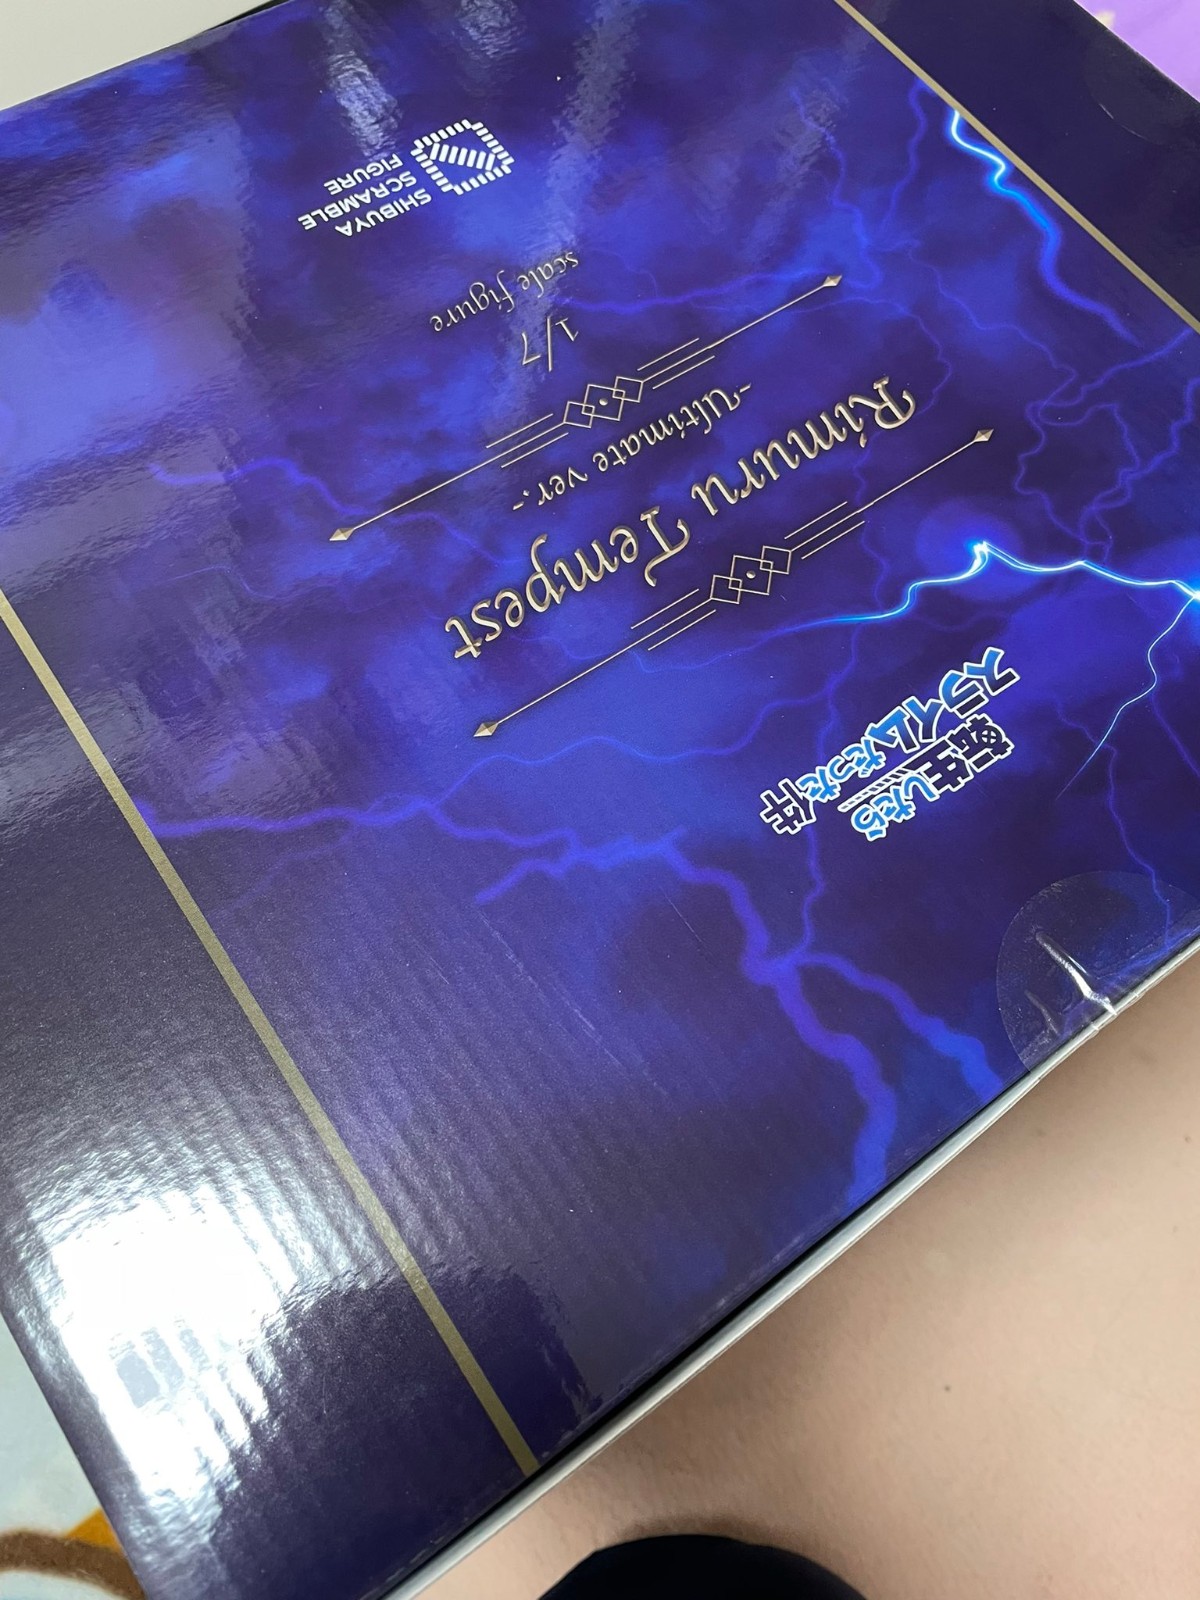 転生したら
スライムだった件
Rimuru Tempest
-Ultimate ver.-
1/7
scale figure
SHIBUYA
SCRAMBLE
FIGURE